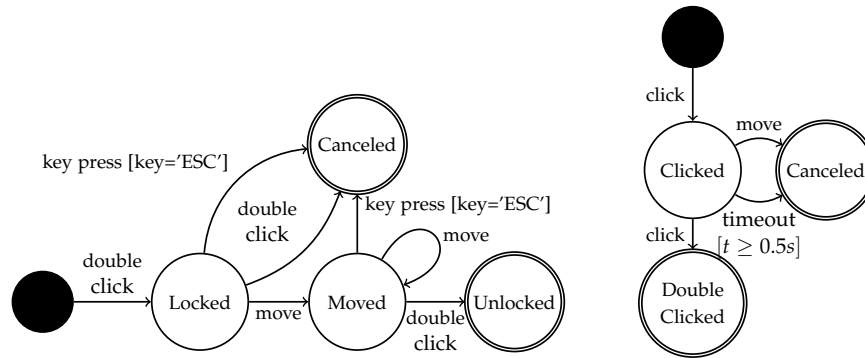 Canceled
key press [key='ESC']
double
click
key press [key='ESC']
move
double
click
Locked
move
Moved
double
click
Unlocked
click
move
Clicked
Canceled
timeout
click
[t ≥ 0.5s]
Double
Clicked